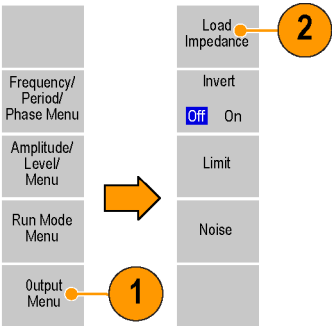 Frequency/
Period/
Phase Menu
Amplitude/
Level/
Menu
Run Mode
Menu
Output
Menu
1
Load
Impedance
2
Invert
Off On
Limit
Noise